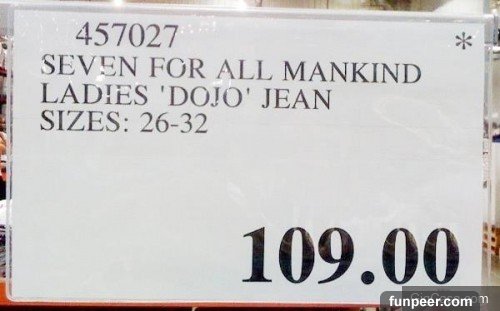 457027 *
SEVEN FOR ALL MANKIND
LADIES 'DOJO' JEAN
SIZES: 26-32
109.00
funpeer.com